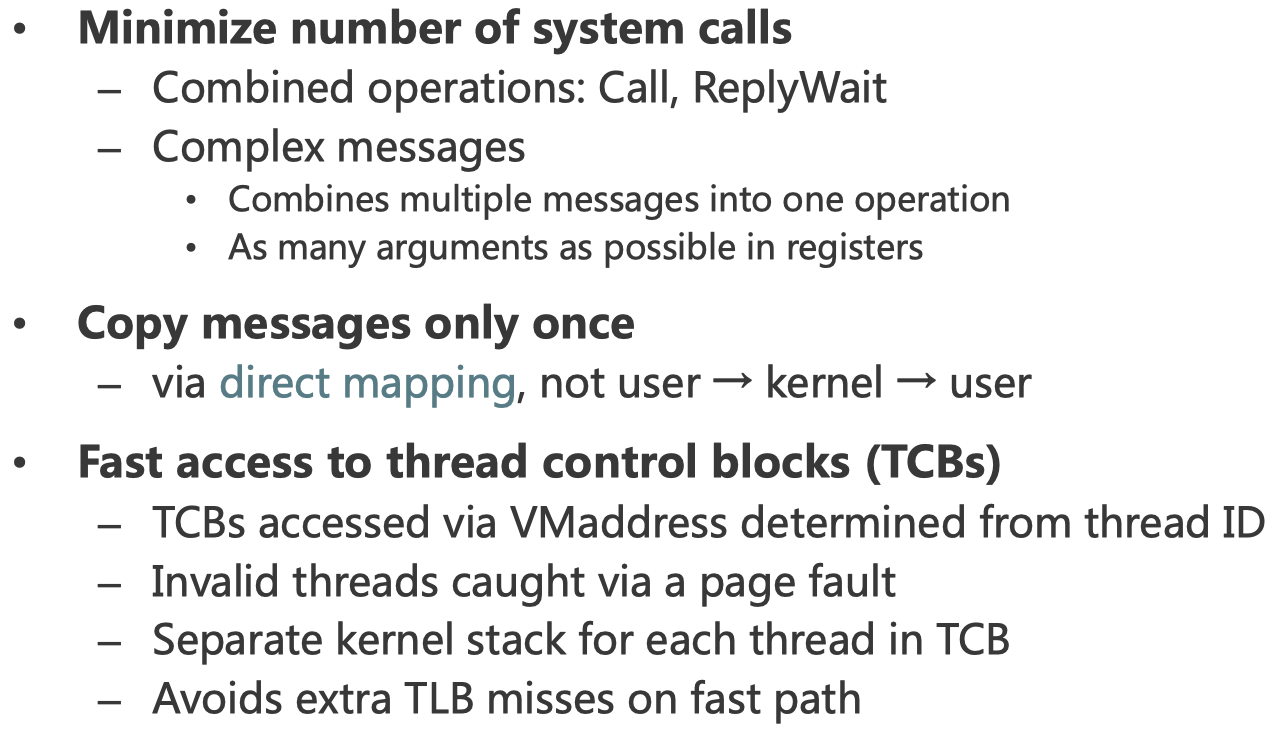 • Minimize number of system calls
– Combined operations: Call, ReplyWait
– Complex messages
• Combines multiple messages into one operation
• As many arguments as possible in registers
• Copy messages only once
– via direct mapping, not user → kernel → user
• Fast access to thread control blocks (TCBs)
– TCBs accessed via VMaddress determined from thread ID
– Invalid threads caught via a page fault
– Separate kernel stack for each thread in TCB
– Avoids extra TLB misses on fast path